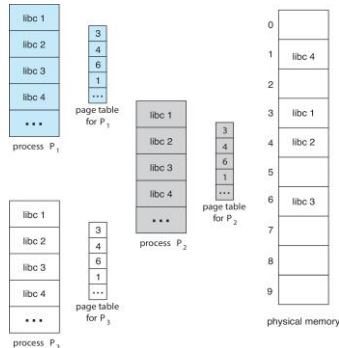 libc 1
libc 2
libc 3
libc 4
...
process P1
3
4
6
1
...
page table
for P1
libc 1
libc 2
libc 3
libc 4
...
process P2
3
4
6
1
...
page table
for P2
libc 1
libc 2
libc 3
libc 4
...
process P3
3
4
6
1
...
page table
for P3
0
1 libc 4
2
3 libc 1
4 libc 2
5
6 libc 3
7
8
9
physical memory